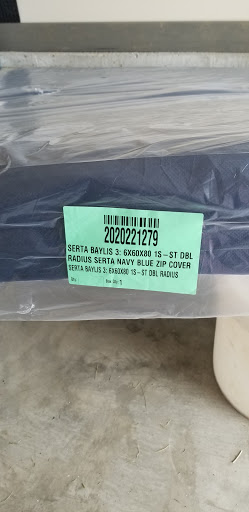 2020221279
SERTA BAYLIS 3: 6X60X80 1S-ST DBL
RADIUS SERTA NAVY BLUE ZIP COVER
SERTA BAYLIS 3: 6X60X80 1S-ST DBL RADIUS